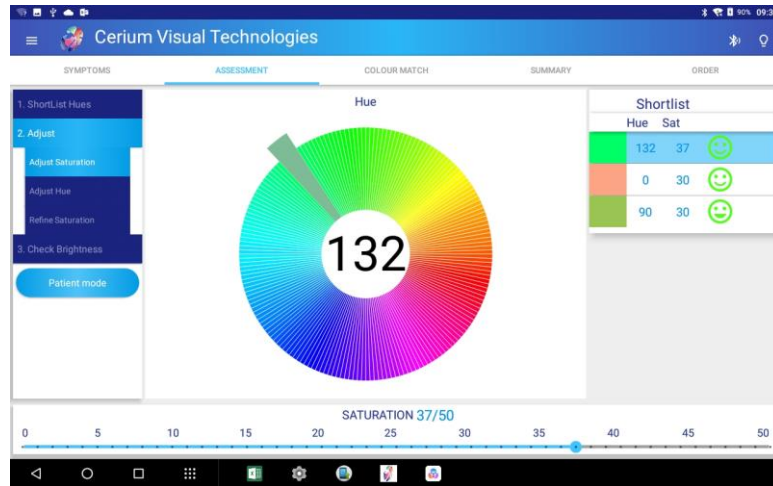 90% 09:3
Cerium Visual Technologies
SYMPTOMS ASSESSMENT COLOUR MATCH SUMMARY ORDER
1. ShortList Hues
2. Adjust
Adjust Saturation
Adjust Hue
Refine Saturation
3. Check Brightness
Patient mode
Hue
132
Shortlist
Hue Sat
132 37
0 30
90 30
SATURATION 37/50
0 5 10 15 20 25 30 35 40 45 50